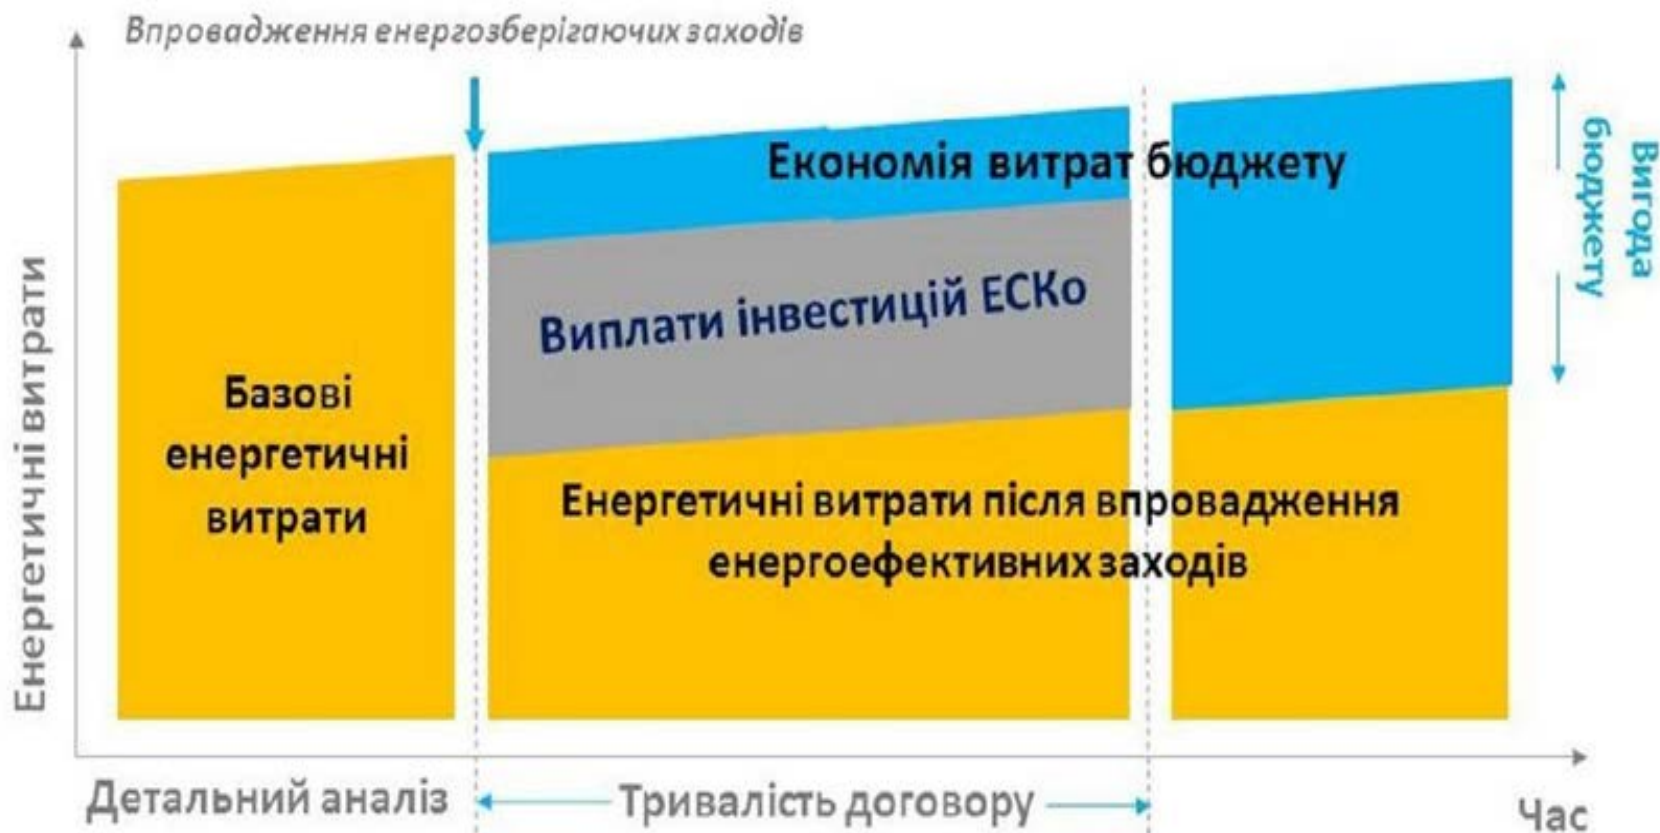 Впровадження енергозберігаючих заходів
Економія витрат бюджету
Вигода
бюджету
Виплати інвестицій ЕСКо
Енергетичні витрати
Базові
енергетичні
витрати
Енергетичні витрати після впровадження
енергоефективних заходів
Детальний аналіз
Тривалість договору
Час